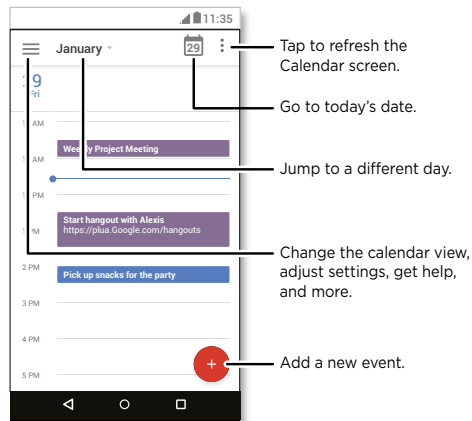 11:35
January
29
Tap to refresh the
Calendar screen.
9
Fri
Go to today's date.
AM
Weekly Project Meeting
AM
Jump to a different day.
PM
Start hangout with Alexis
https://plua.Google.com/hangouts
PM
Change the calendar view,
adjust settings, get help,
and more.
2 PM
Pick up snacks for the party
3 PM
4 PM
+
Add a new event.
5 PM